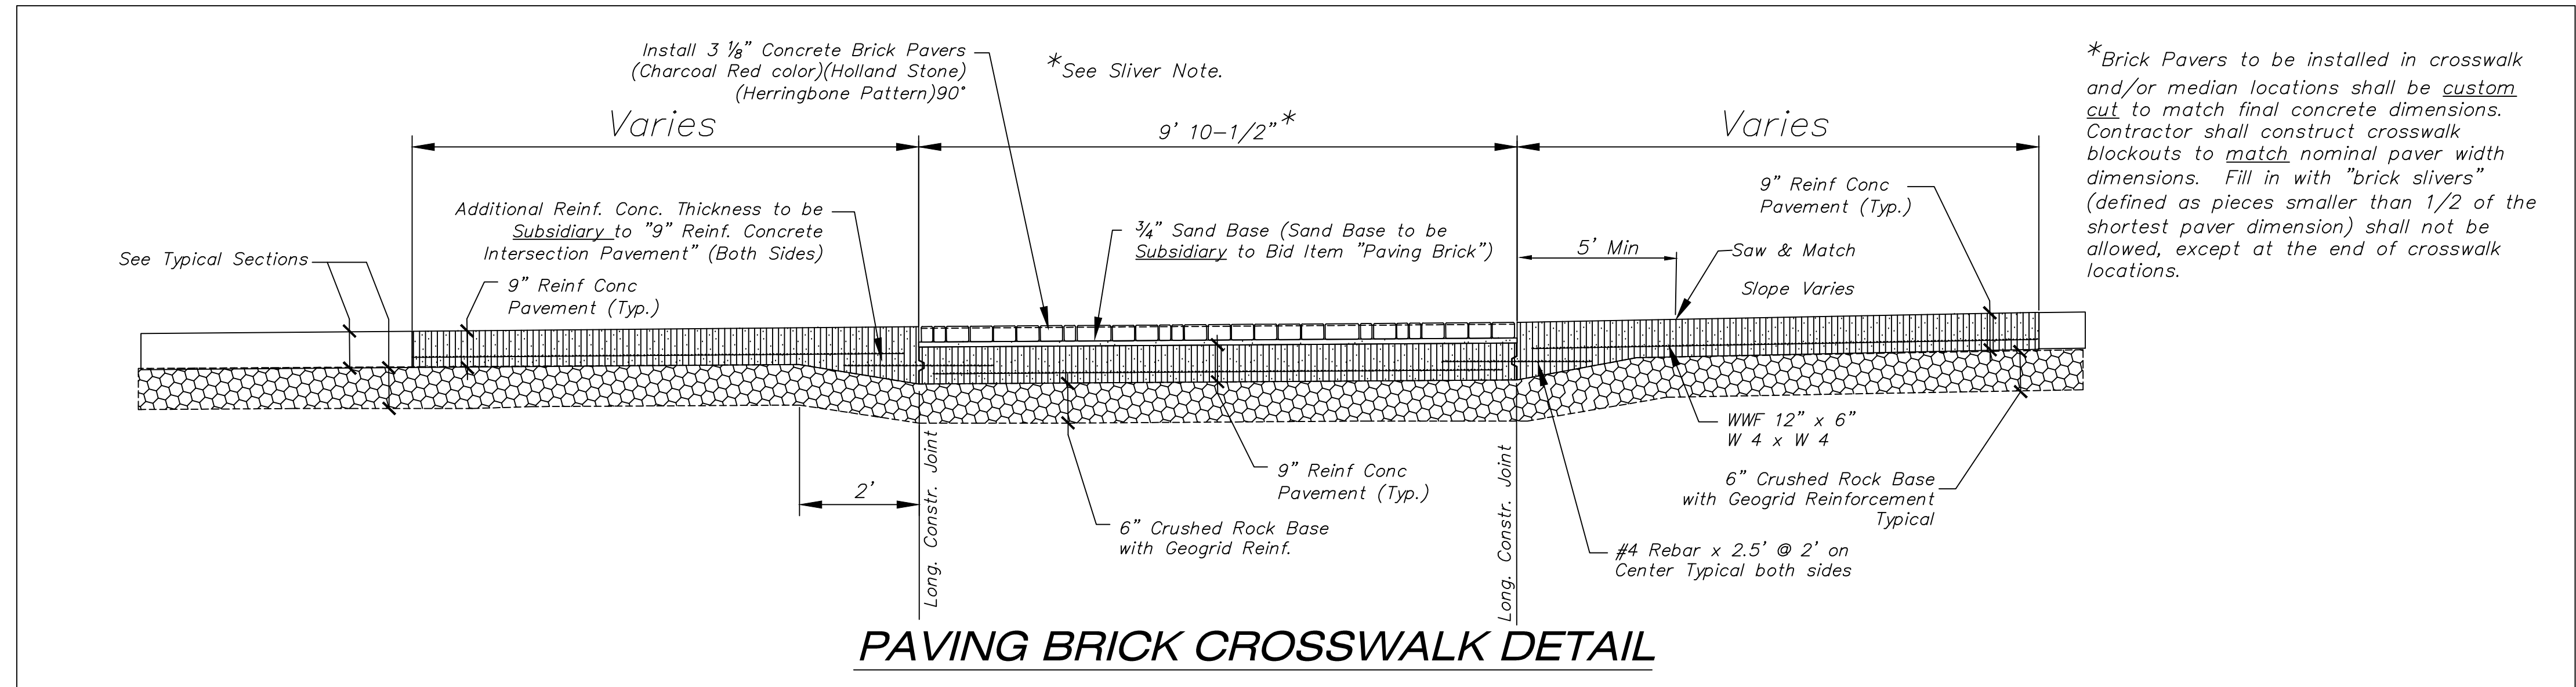 Install 3 ⅛" Concrete Brick Pavers
(Charcoal Red color)(Holland Stone)
(Herringbone Pattern)90°
*See Sliver Note.
*Brick Pavers to be installed in crosswalk
and/or median locations shall be custom
cut to match final concrete dimensions.
Contractor shall construct crosswalk
blockouts to match nominal paver width
dimensions. Fill in with "brick slivers"
(defined as pieces smaller than 1/2 of the
shortest paver dimension) shall not be
allowed, except at the end of crosswalk
locations.
Varies
9' 10-1/2"*
Varies
Additional Reinf. Conc. Thickness to be
Subsidiary to "9" Reinf. Concrete
Intersection Pavement" (Both Sides)
See Typical Sections
9" Reinf Conc
Pavement (Typ.)
¾" Sand Base (Sand Base to be
Subsidiary to Bid Item "Paving Brick")
9" Reinf Conc
Pavement (Typ.)
5' Min
Saw & Match
Slope Varies
2'
Long. Constr. Joint
6" Crushed Rock Base
with Geogrid Reinf.
9" Reinf Conc
Pavement (Typ.)
Long. Constr. Joint
WWF 12" x 6"
W 4 x W 4
6" Crushed Rock Base
with Geogrid Reinforcement
Typical
#4 Rebar x 2.5' @ 2' on
Center Typical both sides
PAVING BRICK CROSSWALK DETAIL